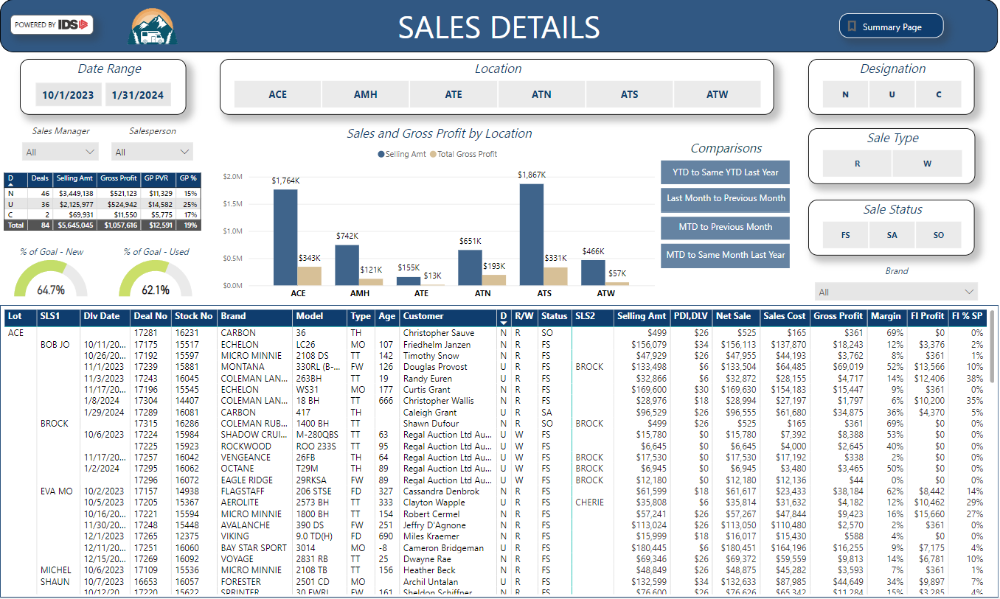 POWERED BY IDS
SALES DETAILS
Summary Page
Date Range
10/1/2023 1/31/2024
Location
ACE AMH ATE ATN ATS ATW
Designation
N U C
Sales Manager Salesperson
All All
Sale Type
R W
Sale Status
FS SA SO
Brand
All
D Deals Selling Amt Gross Profit GP PVR GP %
N 46 $3,449,138 $521,123 $11,329 15%
U 36 $2,125,977 $524,942 $14,582 25%
C 2 $69,931 $11,550 $5,775 17%
Total 84 $5,645,045 $1,057,616 $12,591 19%
% of Goal - New % of Goal - Used
64.7% 62.1%
Sales and Gross Profit by Location
Selling Amt Total Gross Profit
$2.0M
$1.5M
$1.0M
$0.5M
$0.0M
$1,764K $343K $742K $121K $155K $13K $651K $193K $1,867K $331K $466K $57K
ACE AMH ATE ATN ATS ATW
Comparisons
YTD to Same YTD Last Year
Last Month to Previous Month
MTD to Previous Month
MTD to Same Month Last Year
Lot SLS1 Dlv Date Deal No Stock No Brand Model Type Age Customer D R/W Status SLS2 Selling Amt PDI,DLV Net Sale Sales Cost Gross Profit Margin FI Profit FI % SP
ACE 17281 16231 CARBON 36 TH Christopher Sauve N R SO $499 $26 $525 $165 $361 69% $0 0%
BOB JO 10/11/20... 17175 15517 ECHELON LC26 MO 107 Friedhelm Janzen N R FS $156,079 $34 $156,113 $137,870 $18,243 12% $3,376 2%
10/26/20... 17192 15597 MICRO MINNIE 2108 DS TT 142 Timothy Snow N R FS $47,929 $26 $47,955 $44,193 $3,762 8% $361 1%
11/1/2023 17239 15881 MONTANA 330RL (B-... FW 126 Douglas Provost U R FS BROCK $133,498 $6 $133,504 $64,485 $69,019 52% $13,566 10%
11/3/2023 17243 16045 COLEMAN LAN... 263BH TT 19 Randy Euren U R FS $32,866 $6 $32,872 $28,155 $4,717 14% $12,406 38%
11/17/20... 17196 15545 ECHELON WS31 MO 177 Curtis Grant N R FS $169,600 $30 $169,630 $154,183 $15,447 9% $361 0%
1/8/2024 17304 14407 COLEMAN LAN... 18 BH TT 666 Christopher Wallis N R FS $28,976 $18 $28,994 $27,197 $1,797 6% $10,200 35%
1/29/2024 17289 16081 CARBON 417 TH Caleigh Grant U R SA $96,529 $26 $96,555 $61,680 $34,875 36% $4,370 5%
BROCK 17315 16286 COLEMAN RUB... 1400 BH TT Shawn Dufour N R SO BROCK $499 $26 $525 $165 $361 69% $0 0%
10/6/2023 17224 15984 SHADOW CRUI... M-280QBS TT 63 Regal Auction Ltd Au... U W FS $15,780 $0 $15,780 $7,392 $8,388 53% $0 0%
17225 15923 ROCKWOOD ROO 233S TT 95 Regal Auction Ltd Au... U W FS $6,645 $0 $6,645 $4,000 $2,645 40% $0 0%
11/17/20... 17257 16042 VENGEANCE 26FB TH 64 Regal Auction Ltd Au... U W FS BROCK $17,530 $0 $17,530 $17,192 $338 2% $0 0%
1/2/2024 17295 16062 OCTANE T29M TH 89 Regal Auction Ltd Au... U W FS BROCK $6,945 $0 $6,945 $3,480 $3,465 50% $0 0%
17296 16072 EAGLE RIDGE 29RKSA FW 89 Regal Auction Ltd Au... U W FS BROCK $12,180 $0 $12,180 $12,136 $44 0% $0 0%
EVA MO 10/2/2023 17157 14938 FLAGSTAFF 206 STSE FD 327 Cassandra Denbrok N R FS $61,599 $18 $61,617 $23,433 $38,184 62% $8,442 14%
10/5/2023 17205 15367 AEROLITE 2573 BH TT 333 Clayton Wapple U R FS CHERIE $35,808 $6 $35,814 $31,632 $4,182 12% $10,462 29%
10/16/20... 17221 15594 MICRO MINNIE 1800 BH TT 154 Robert Cermel N R FS $57,241 $26 $57,267 $47,844 $9,423 16% $15,660 27%
11/30/20... 17248 15448 AVALANCHE 390 DS FW 251 Jeffry D'Agnone N R FS $113,024 $26 $113,050 $110,480 $2,570 2% $361 0%
12/1/2023 17265 12375 VIKING 9.0 TD(H) FD 690 Miles Kraemer N R FS $15,999 $18 $16,017 $15,430 $588 4% $0 0%
12/11/20... 17251 16060 BAY STAR SPORT 3014 MO -8 Cameron Bridgeman U R FS $180,445 $6 $180,451 $164,196 $16,255 9% $7,175 4%
12/15/20... 17269 16092 VOYAGE 2831 RB TT 25 Dwayne Rae N R FS $69,346 $26 $69,372 $59,559 $9,813 14% $6,781 10%
MICHEL 10/6/2023 17109 15536 MICRO MINNIE 2108 TB TT 156 Heather Beck N R FS $48,849 $26 $48,875 $45,282 $3,593 7% $361 1%
SHAUN 10/7/2023 16653 16057 FORESTER 2501 CD MO Archil Untalan U R FS $132,599 $34 $132,633 $87,985 $44,649 34% $9,897 7%
10/12/20... 17220 15622 SPRINTER 30 FWRL FW 161 Sheldon Schiffner N R FS $76,600 $26 $76,626 $65,342 $11,284 15% $3,285 4%